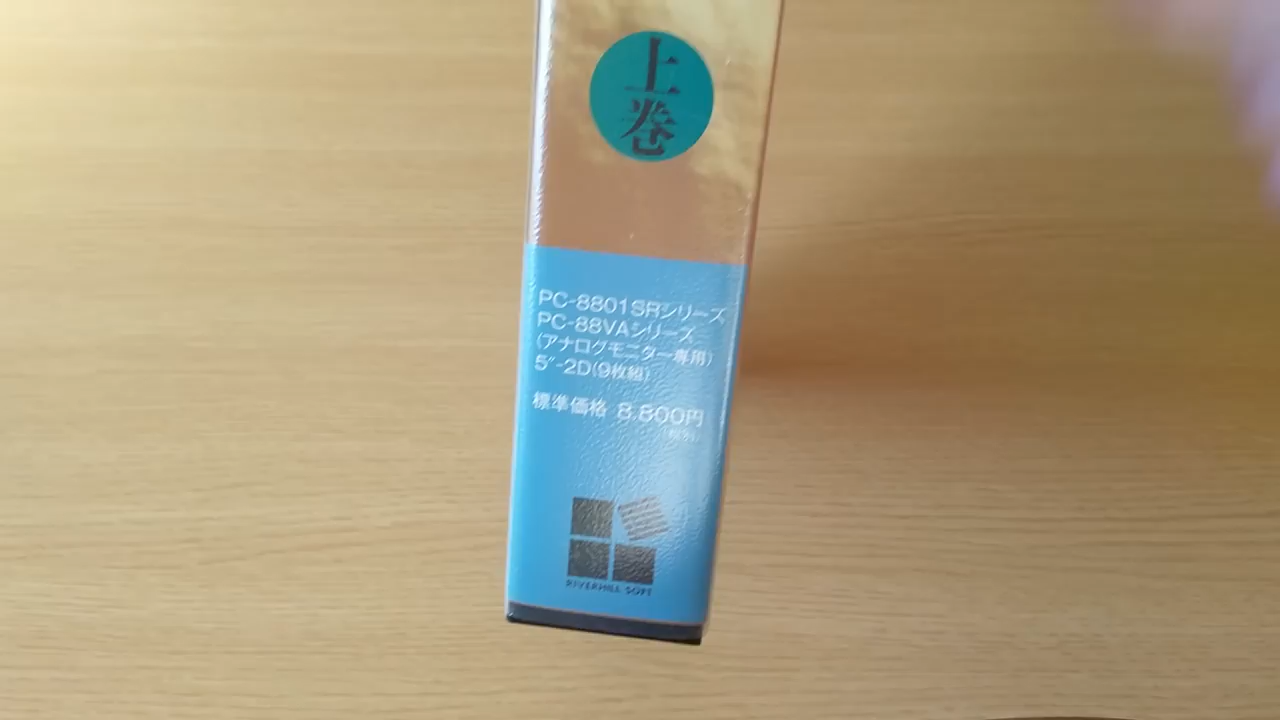 上巻
PC-8801SRシリーズ
PC-88VAシリーズ
(アナログモニター専用)
5"-2D(9枚組)
標準価格 8,800円
(税別)
RIVERHILL SOFT